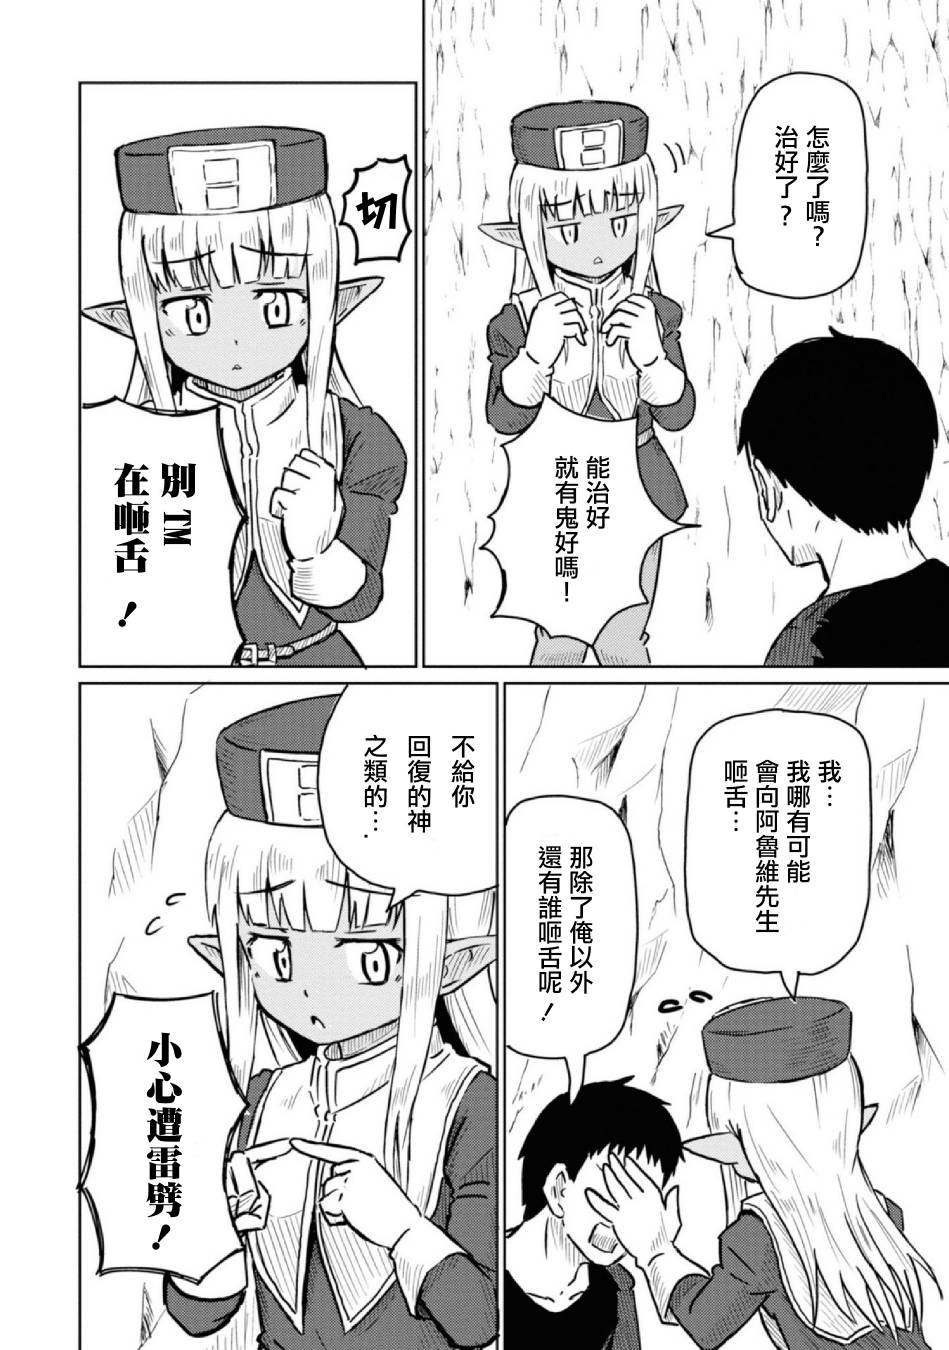 怎麼了嗎？
治好了？
能治好
就有鬼好嗎！
切
別TM
在咂舌
！
我…
我哪有可能
會向阿魯維先生
咂舌…
那除了俺以外
還有誰咂舌呢！
不給你
回復的神
之類的…
小心遭雷劈！